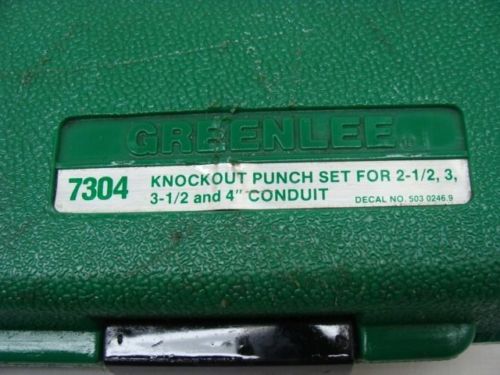 GREENLEE
7304 KNOCKOUT PUNCH SET FOR 2-1/2, 3,
3-1/2 and 4" CONDUIT DECAL NO. 503 0246.9